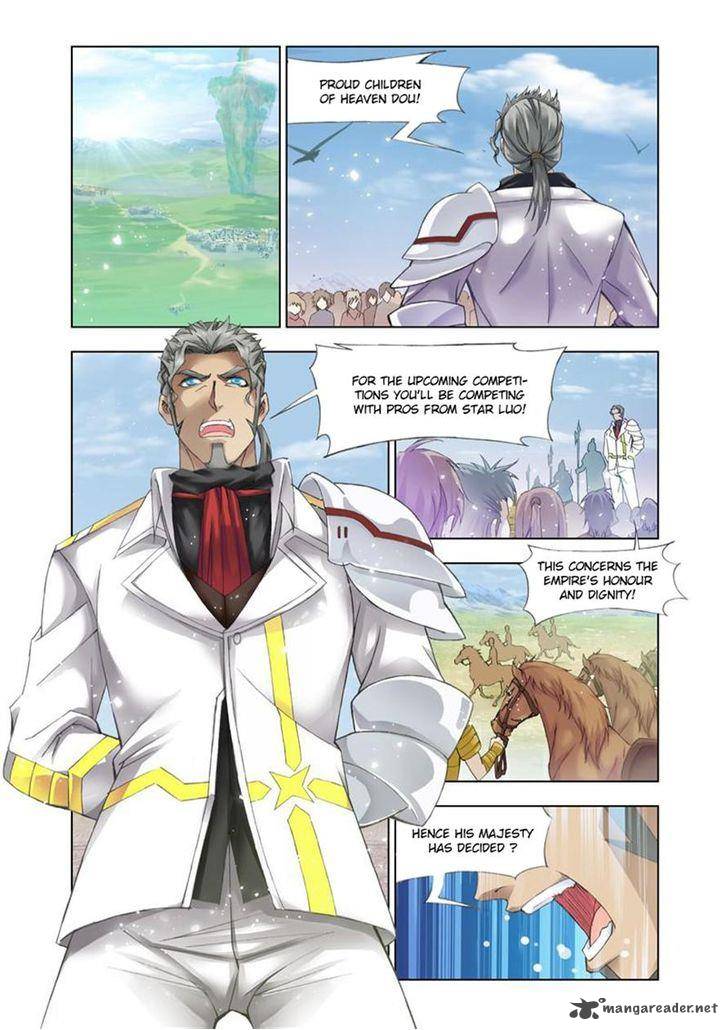 PROUD CHILDREN
OF HEAVEN DOU!
FOR THE UPCOMING COMPETI-
TIONS YOU'LL BE COMPETING
WITH PROS FROM STAR LUO!
THIS CONCERNS THE
EMPIRE'S HONOUR
AND DIGNITY!
HENCE HIS MAJESTY
HAS DECIDED ?
mangareader.net